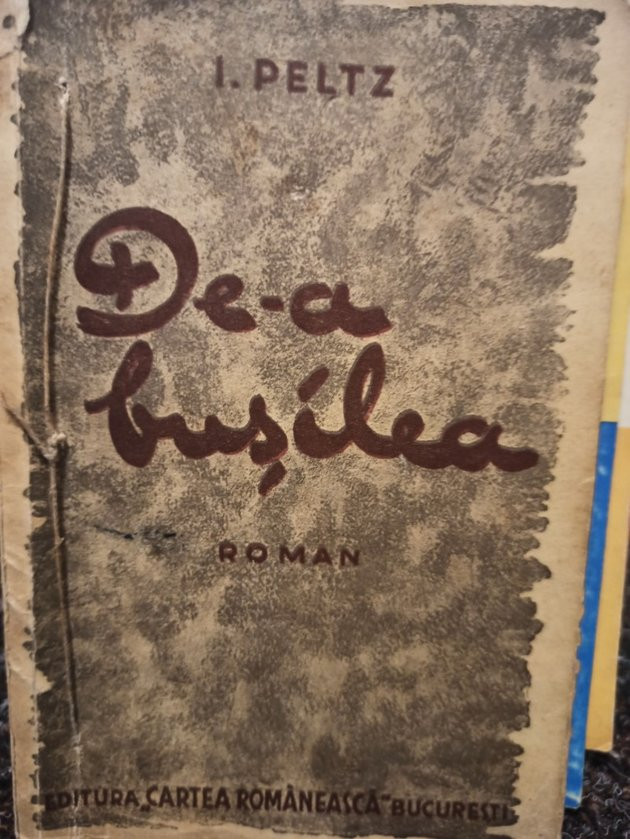 I. PELTZ
De-a
bușilea
ROMAN
EDITURA „CARTEA ROMÂNEASCĂ” BUCUREȘTI